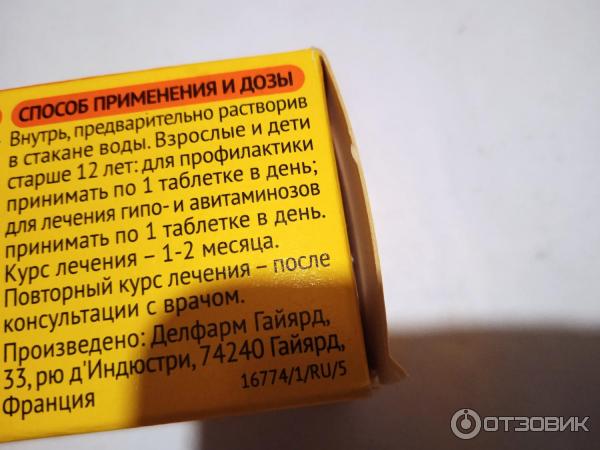 СПОСОБ ПРИМЕНЕНИЯ И ДОЗЫ
Внутрь, предварительно растворив
в стакане воды. Взрослые и дети
старше 12 лет: для профилактики
принимать по 1 таблетке в день;
для лечения гипо- и авитаминозов
принимать по 1 таблетке в день.
Курс лечения – 1-2 месяца.
Повторный курс лечения – после
консультации с врачом.
Произведено: Делфарм Гайярд,
33, рю д'Индюстри, 74240 Гайярд,
Франция
16774/1/RU/5
ОТЗОВИК